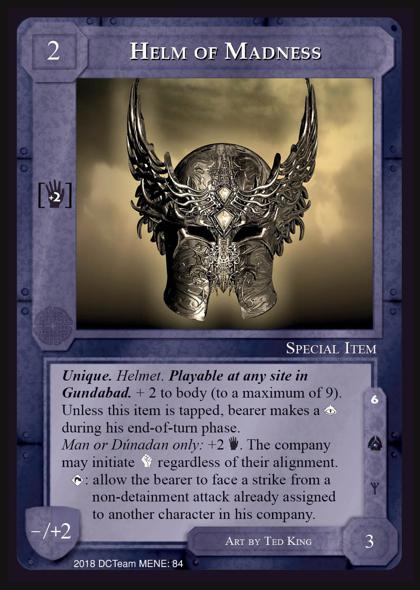 2
HELM OF MADNESS
[+2]
SPECIAL ITEM
Unique. Helmet. Playable at any site in
Gundabad. + 2 to body (to a maximum of 9).
Unless this item is tapped, bearer makes a
during his end-of-turn phase.
Man or Dúnadan only: +2 . The company
may initiate regardless of their alignment.
: allow the bearer to face a strike from a
non-detainment attack already assigned
to another character in his company.
6
–/+2
ART BY TED KING
3
2018 DCTeam MENE: 84